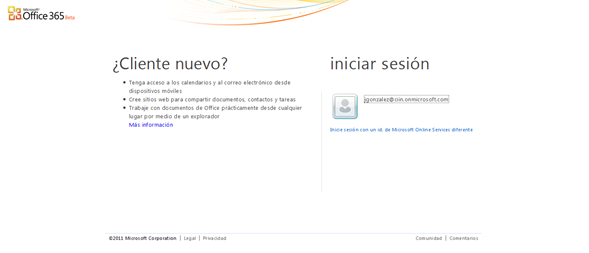 Microsoft
Office 365 Beta
¿Cliente nuevo?
Tenga acceso a los calendarios y al correo electrónico desde
dispositivos móviles
Cree sitios web para compartir documentos, contactos y tareas
Trabaje con documentos de Office prácticamente desde cualquier
lugar por medio de un explorador
Más información
iniciar sesión
jgonzalez@ciin.onmicrosoft.com
Inicie sesión con un id. de Microsoft Online Services diferente
©2011 Microsoft Corporation | Legal | Privacidad
Comunidad | Comentarios